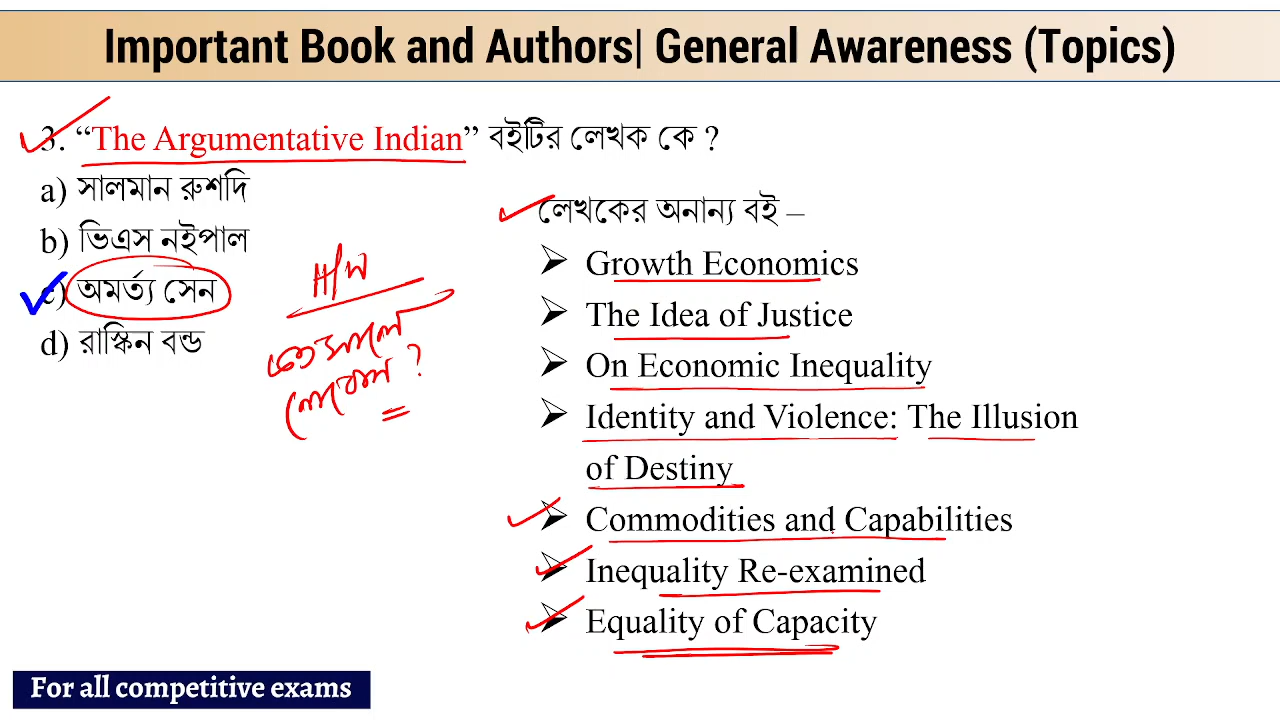 Important Book and Authors| General Awareness (Topics)
3. “The Argumentative Indian” বইটির লেখক কে ?
a) সালমান রুশদি
b) ভিএস নইপাল
c) অমর্ত্য সেন
d) রাস্কিন বন্ড
H/W
কত সালে
নোবেল ?
লেখকের অনান্য বই –
➢ Growth Economics
➢ The Idea of Justice
➢ On Economic Inequality
➢ Identity and Violence: The Illusion
of Destiny
➢ Commodities and Capabilities
➢ Inequality Re-examined
➢ Equality of Capacity
For all competitive exams